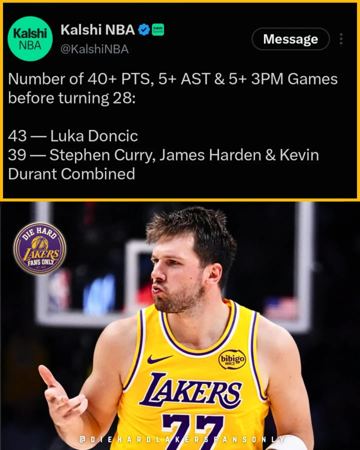 Kalshi NBA
Kalshi NBA
@KalshiNBA
Message
Number of 40+ PTS, 5+ AST & 5+ 3PM Games
before turning 28:
43 — Luka Doncic
39 — Stephen Curry, James Harden & Kevin
Durant Combined
DIE HARD
LAKERS
FANS ONLY
bibigo
LAKERS
77
@DIEHARDLAKERSFANSONLY